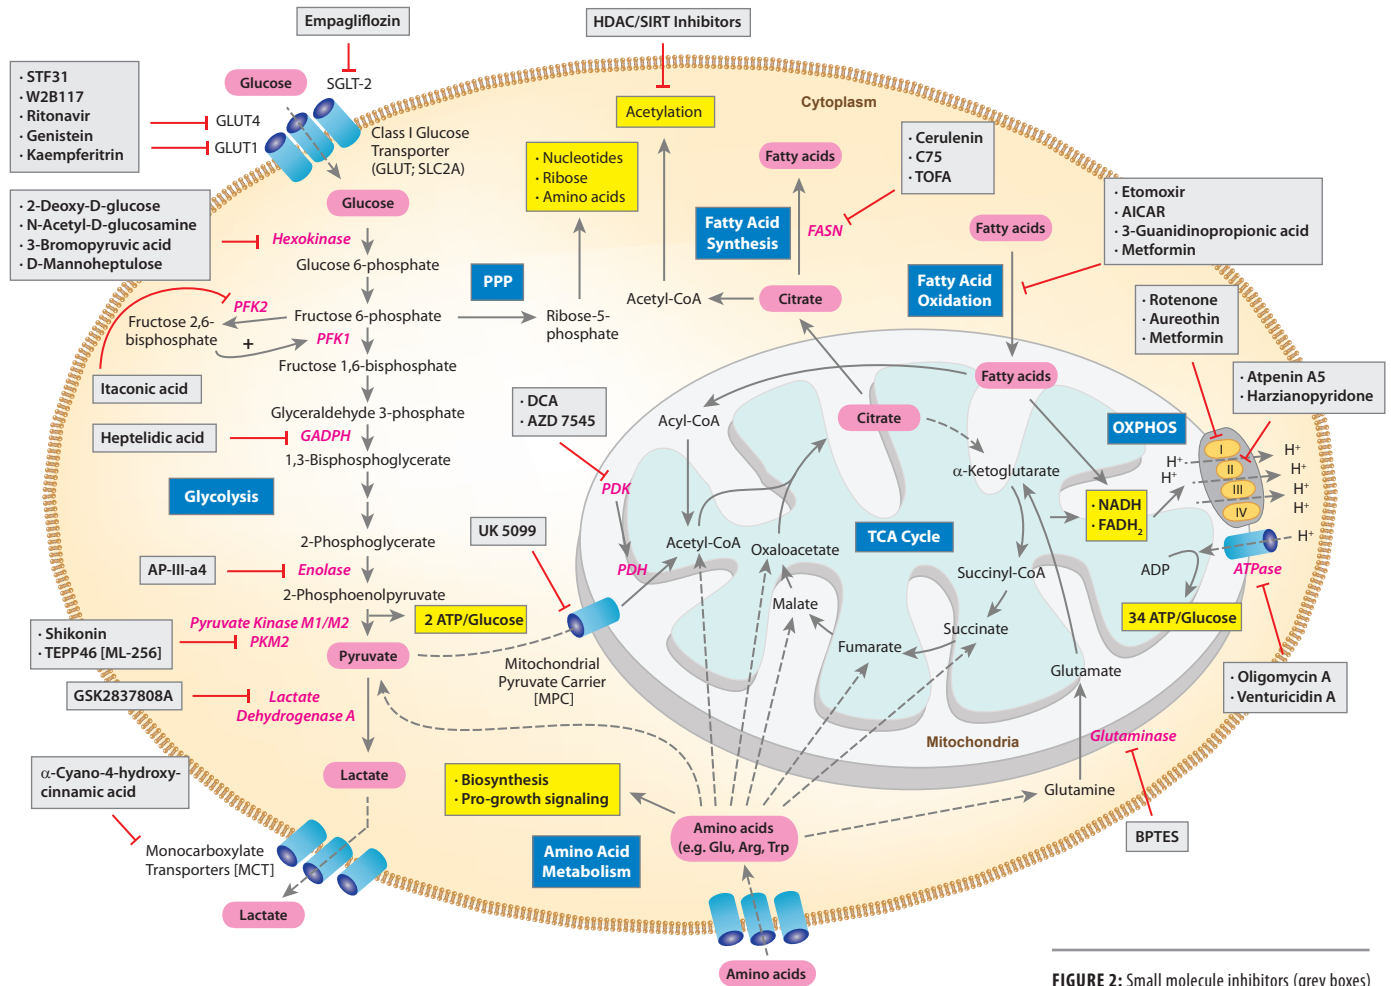 Empagliflozin
HDAC/SIRT Inhibitors
· STF31
· W2B117
· Ritonavir
· Genistein
· Kaempferitrin
Glucose
SGLT-2
GLUT4
GLUT1
Class I Glucose
Transporter
(GLUT; SLC2A)
Cytoplasm
Acetylation
· Nucleotides
· Ribose
· Amino acids
Fatty acids
· Cerulenin
· C75
· TOFA
Fatty Acid
Synthesis
FASN
Fatty acids
· Etomoxir
· AICAR
· 3-Guanidinopropionic acid
· Metformin
Fatty Acid
Oxidation
· 2-Deoxy-D-glucose
· N-Acetyl-D-glucosamine
· 3-Bromopyruvic acid
· D-Mannoheptulose
Glucose
Hexokinase
Glucose 6-phosphate
PPP
PFK2
Fructose 2,6-
bisphosphate
Fructose 6-phosphate
PFK1
+
Ribose-5-
phosphate
Acetyl-CoA
Citrate
· Rotenone
· Aureothin
· Metformin
Fructose 1,6-bisphosphate
Itaconic acid
· Atpenin A5
· Harzianopyridone
Fatty acids
Glyceraldehyde 3-phosphate
Heptelidic acid
GADPH
1,3-Bisphosphoglycerate
· DCA
· AZD 7545
Acyl-CoA
Citrate
OXPHOS
α-Ketoglutarate
I
II
III
IV
H+
H+
H+
H+
H+
H+
Glycolysis
PDK
· NADH
· FADH2
UK 5099
2-Phosphoglycerate
Acetyl-CoA
Oxaloacetate
TCA Cycle
H+
AP-III-a4
Enolase
PDH
Succinyl-CoA
ADP
ATPase
2-Phosphoenolpyruvate
Malate
34 ATP/Glucose
2 ATP/Glucose
Pyruvate Kinase M1/M2
PKM2
· Shikonin
· TEPP46 [ML-256]
Succinate
Fumarate
Pyruvate
Mitochondrial
Pyruvate Carrier
[MPC]
Glutamate
· Oligomycin A
· Venturicidin A
GSK2837808A
Lactate
Dehydrogenase A
Mitochondria
Glutaminase
Lactate
· Biosynthesis
· Pro-growth signaling
Glutamine
α-Cyano-4-hydroxy-
cinnamic acid
Amino acids
(e.g. Glu, Arg, Trp
BPTES
Monocarboxylate
Transporters [MCT]
Amino Acid
Metabolism
Lactate
Amino acids
FIGURE 2: Small molecule inhibitors (grey boxes)